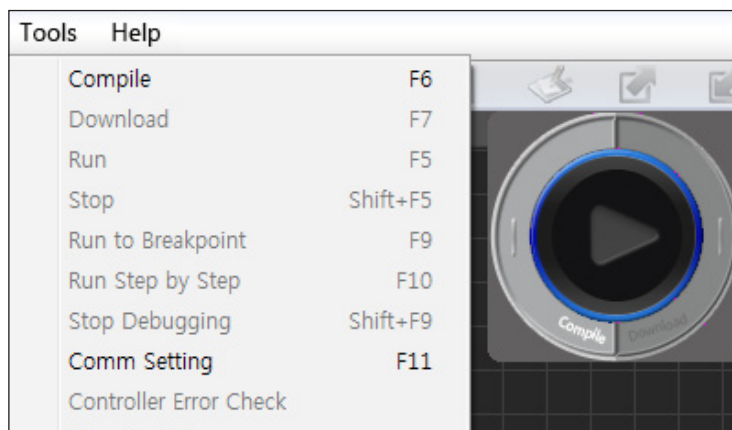 Tools Help
Compile F6
Download F7
Run F5
Stop Shift+F5
Run to Breakpoint F9
Run Step by Step F10
Stop Debugging Shift+F9
Comm Setting F11
Controller Error Check
Compile Download